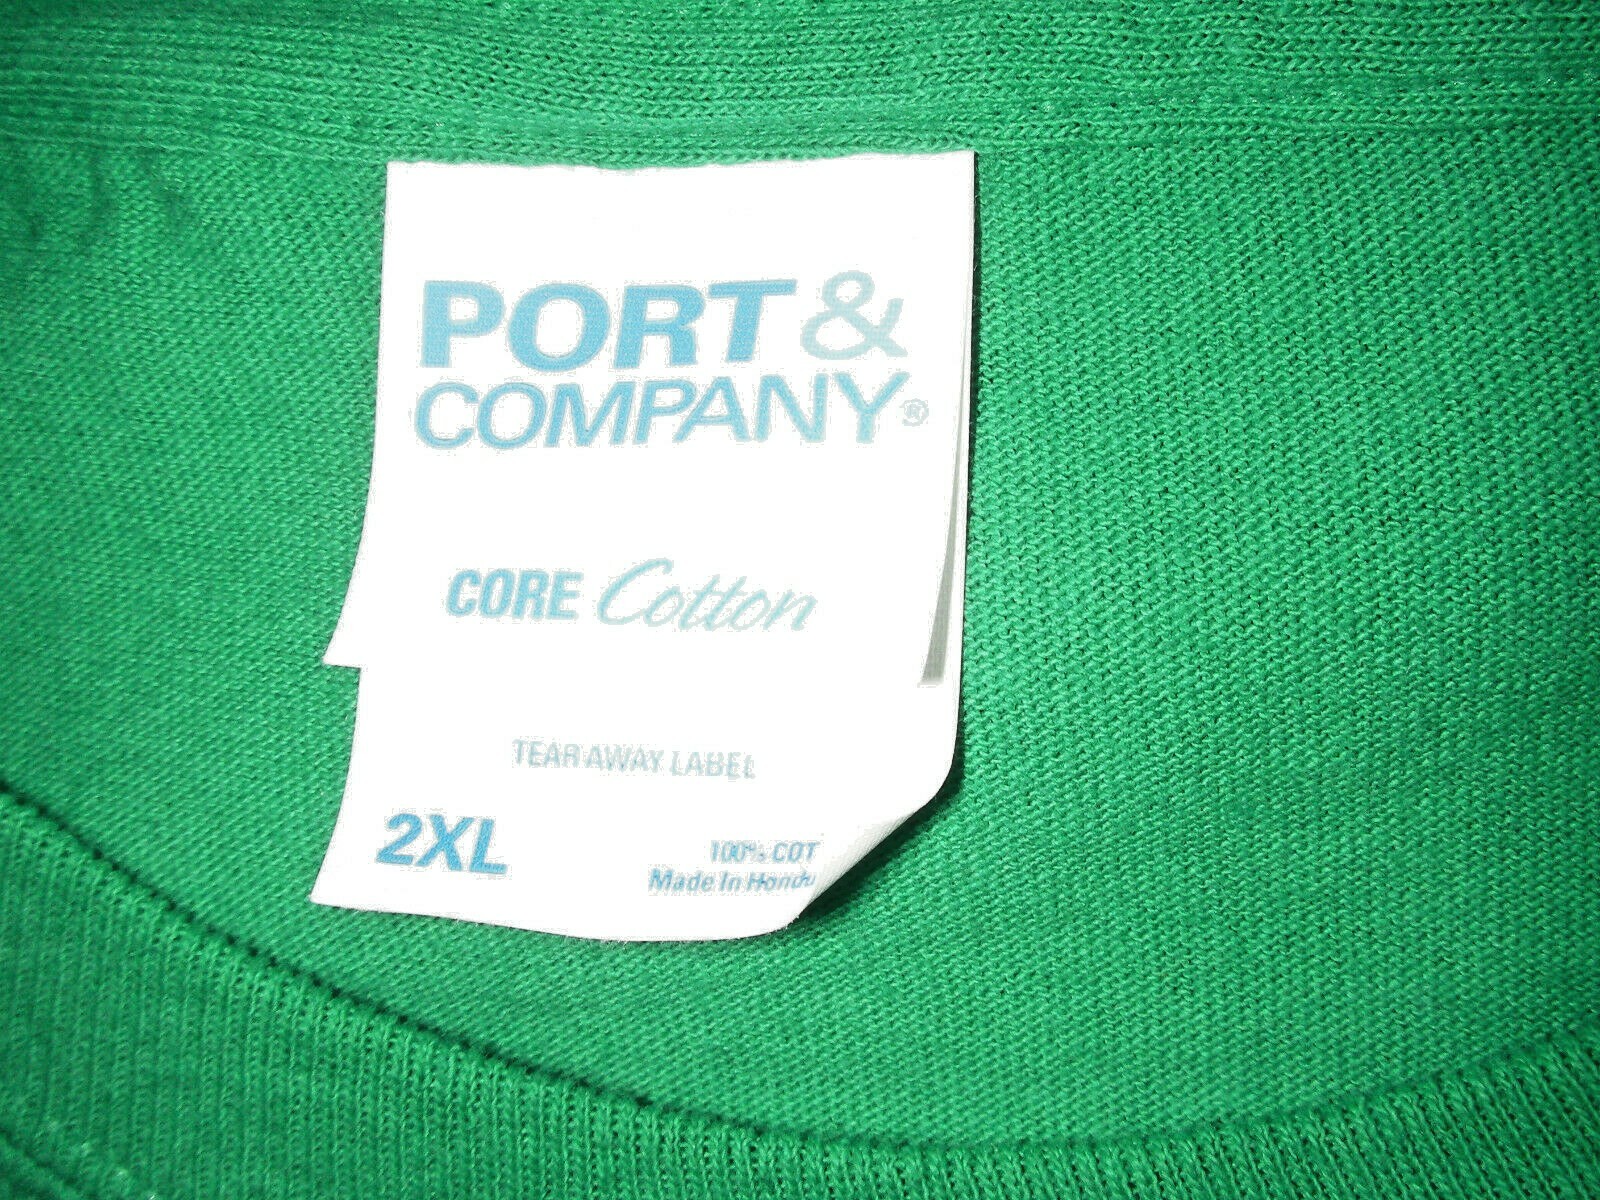 PORT &
COMPANY®
CORE Cotton
TEAR AWAY LABEL
2XL
100% COT
Made In Hondu